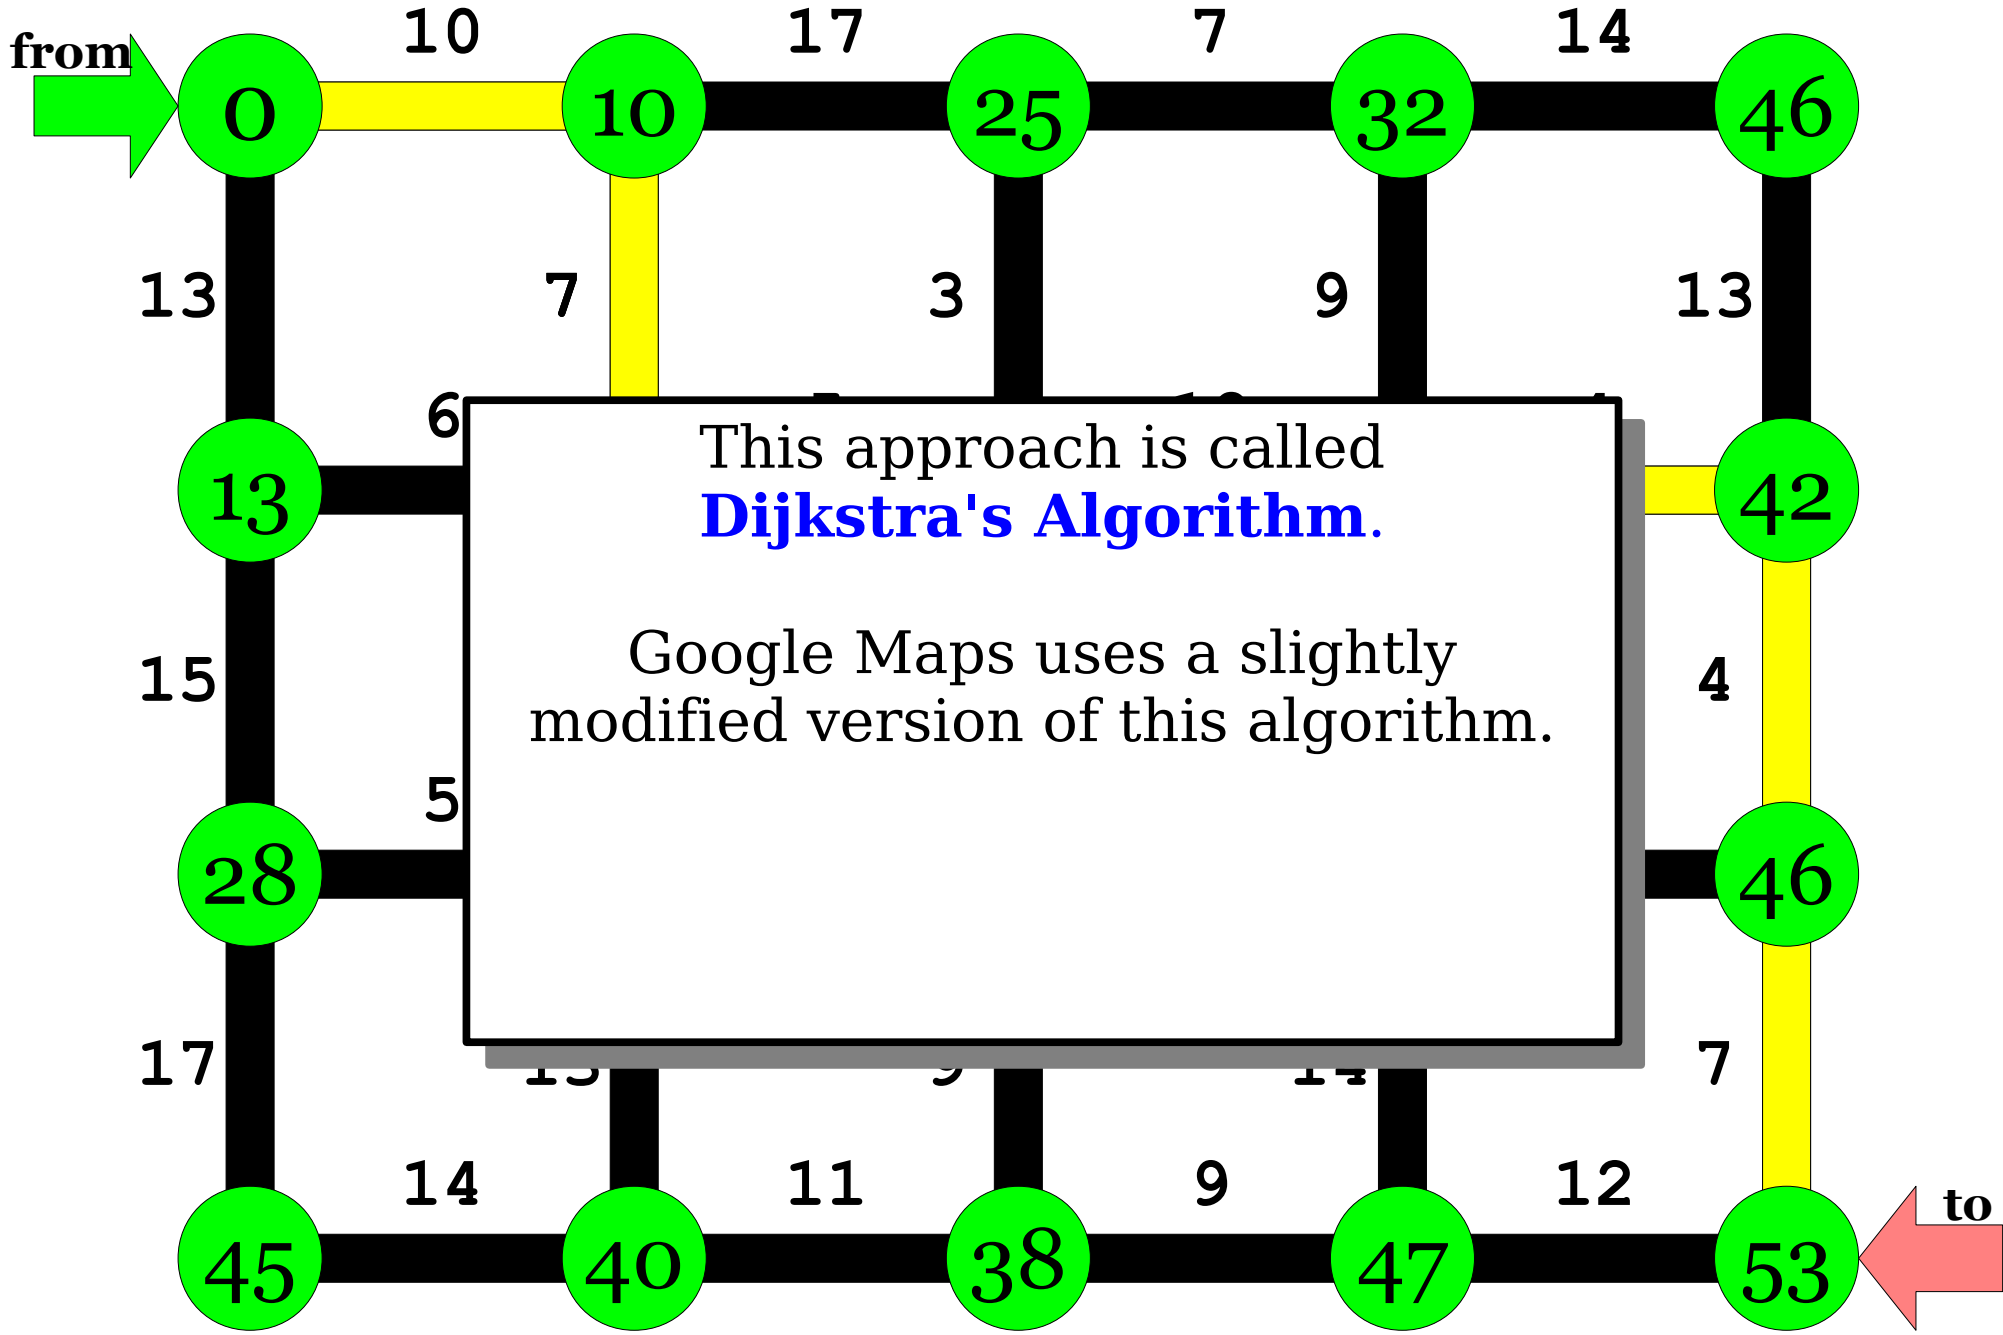 10 17 7 14
from
0 10 25 32 46
13 7 3 9 13
6
13 42
This approach is called
Dijkstra's Algorithm.
Google Maps uses a slightly
modified version of this algorithm.
15 4
5
28 46
17 7
14 11 9 12
to
45 40 38 47 53